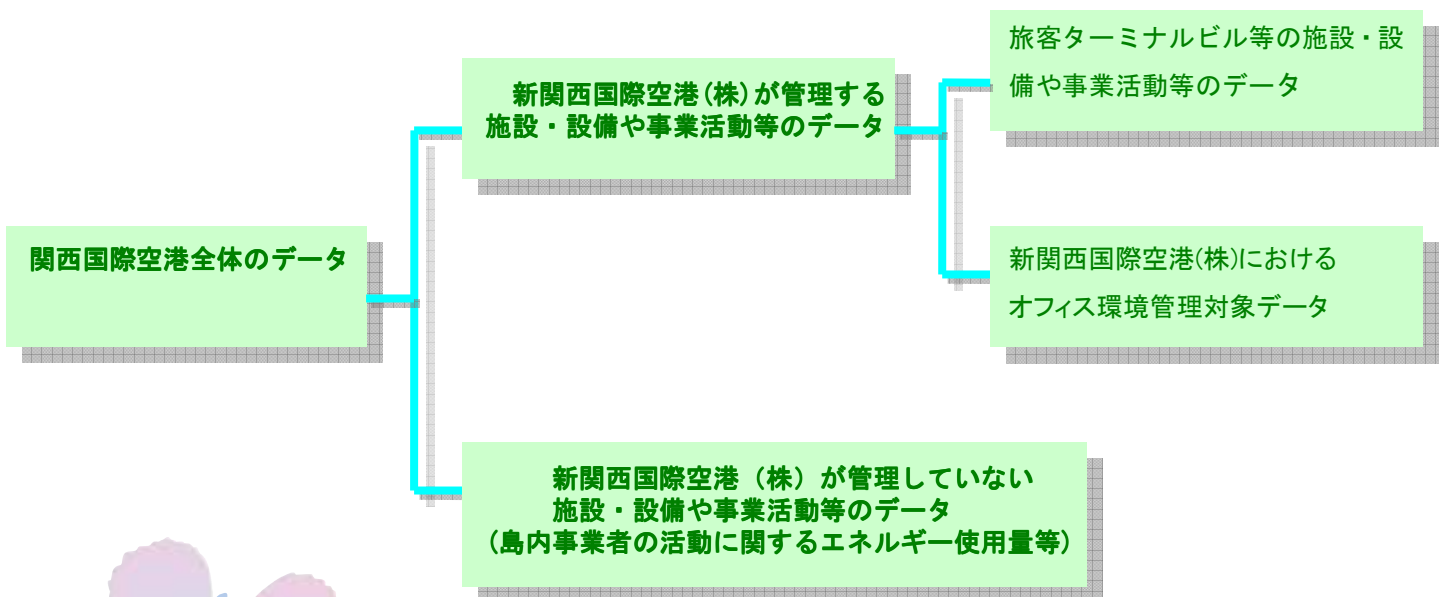 関西国際空港全体のデータ
新関西国際空港(株)が管理する
施設・設備や事業活動等のデータ
旅客ターミナルビル等の施設・設
備や事業活動等のデータ
新関西国際空港(株)における
オフィス環境管理対象データ
新関西国際空港（株）が管理していない
施設・設備や事業活動等のデータ
(島内事業者の活動に関するエネルギー使用量等)